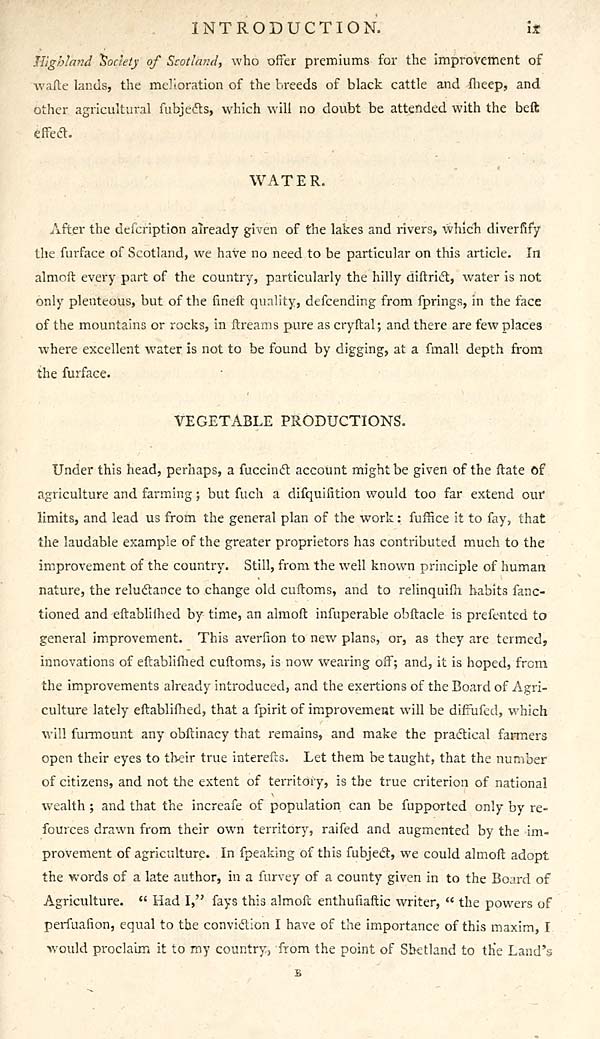 INTRODUCTION. ix
Highland Society of Scotland, who offer premiums for the improvement of
waſte lands, the melioration of the breeds of black cattle and ſheep, and
other agricultural ſubjects, which will no doubt be attended with the beſt
effect.
WATER.
After the deſcription already given of the lakes and rivers, which diverſify
the ſurface of Scotland, we have no need to be particular on this article. In
almoſt every part of the country, particularly the hilly diſtrict, water is not
only plenteous, but of the fineſt quality, deſcending from ſprings, in the face
of the mountains or rocks, in ſtreams pure as cryſtal; and there are few places
where excellent water is not to be found by digging, at a ſmall depth from
the ſurface.
VEGETABLE PRODUCTIONS.
Under this head, perhaps, a ſuccinct account might be given of the ſtate of
agriculture and farming; but ſuch a diſquiſition would too far extend our
limits, and lead us from the general plan of the work: ſuffice it to ſay, that
the laudable example of the greater proprietors has contributed much to the
improvement of the country. Still, from the well known principle of human
nature, the reluctance to change old cuſtoms, and to relinquiſh habits ſanc-
tioned and eſtabliſhed by time, an almoſt inſuperable obſtacle is preſented to
general improvement. This averſion to new plans, or, as they are termed,
innovations of eſtabliſhed cuſtoms, is now wearing off; and, it is hoped, from
the improvements already introduced, and the exertions of the Board of Agri-
culture lately eſtabliſhed, that a ſpirit of improvement will be diffuſed, which
will ſurmount any obſtinacy that remains, and make the practical farmers
open their eyes to their true intereſts. Let them be taught, that the number
of citizens, and not the extent of territory, is the true criterion of national
wealth; and that the increaſe of population can be ſupported only by re-
ſources drawn from their own territory, raiſed and augmented by the im-
provement of agriculture. In ſpeaking of this ſubject, we could almoſt adopt
the words of a late author, in a ſurvey of a county given in to the Board of
Agriculture. “ Had I,” ſays this almoſt enthuſiaſtic writer, “ the powers of
perſuaſion, equal to the conviction I have of the importance of this maxim, I
would proclaim it to my country, from the point of Shetland to the Land's
B